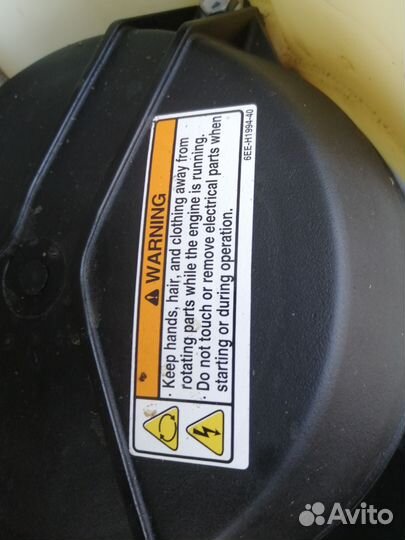 ⚠ WARNING
· Keep hands, hair, and clothing away from
rotating parts while the engine is running.
· Do not touch or remove electrical parts when
starting or during operation.
6EE-H1994-40
Avito